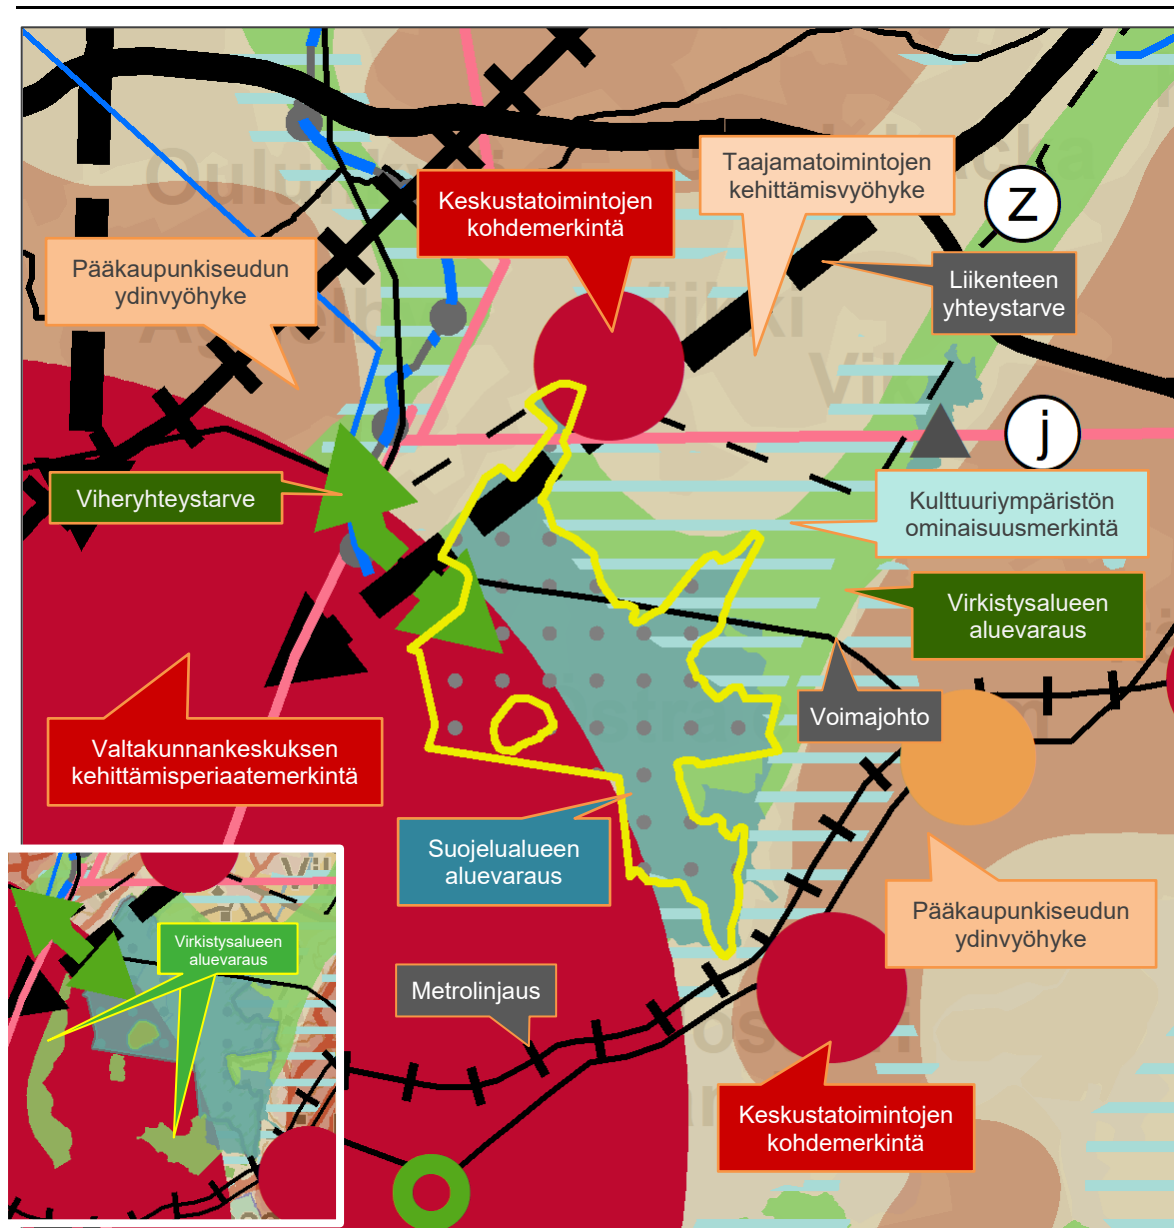 Taajamatoimintojen
kehittämisvyöhyke
Keskustatoimintojen
kohdemerkintä
z
Pääkaupunkiseudun
ydinvyöhyke
Liikenteen
yhteystarve
j
Viheryhteystarve
Kulttuuriympäristön
ominaisuusmerkintä
Virkistysalueen
aluevaraus
Voimajohto
Valtakunnankeskuksen
kehittämisperiaatemerkintä
Suojelualueen
aluevaraus
Pääkaupunkiseudun
ydinvyöhyke
Virkistysalueen
aluevaraus
Metrolinjaus
Keskustatoimintojen
kohdemerkintä